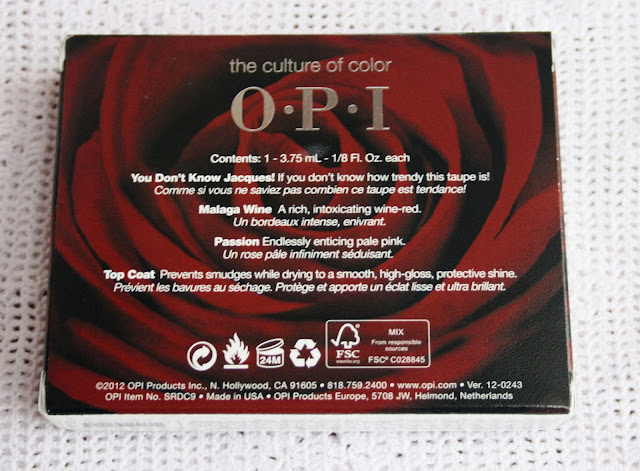 the culture of color
O·P·I
Contents: 1 - 3.75 mL - 1/8 Fl. Oz. each
You Don't Know Jacques! If you don't know how trendy this taupe is!
Comme si vous ne saviez pas combien ce taupe est tendance!
Malaga Wine A rich, intoxicating wine-red.
Un bordeaux intense, enivrant.
Passion Endlessly enticing pale pink.
Un rose pâle infiniment séduisant.
Top Coat Prevents smudges while drying to a smooth, high-gloss, protective shine.
Prévient les bavures au séchage. Protège et apporte un éclat lisse et ultra brillant.
24M
FSC
www.fsc.org
MIX
From responsible
sources
FSC® C028845
©2012 OPI Products Inc., N. Hollywood, CA 91605 • 818.759.2400 • www.opi.com • Ver. 12-0243
OPI Item No. SRDC9 • Made in USA • OPI Products Europe, 5708 JW, Helmond, Netherlands